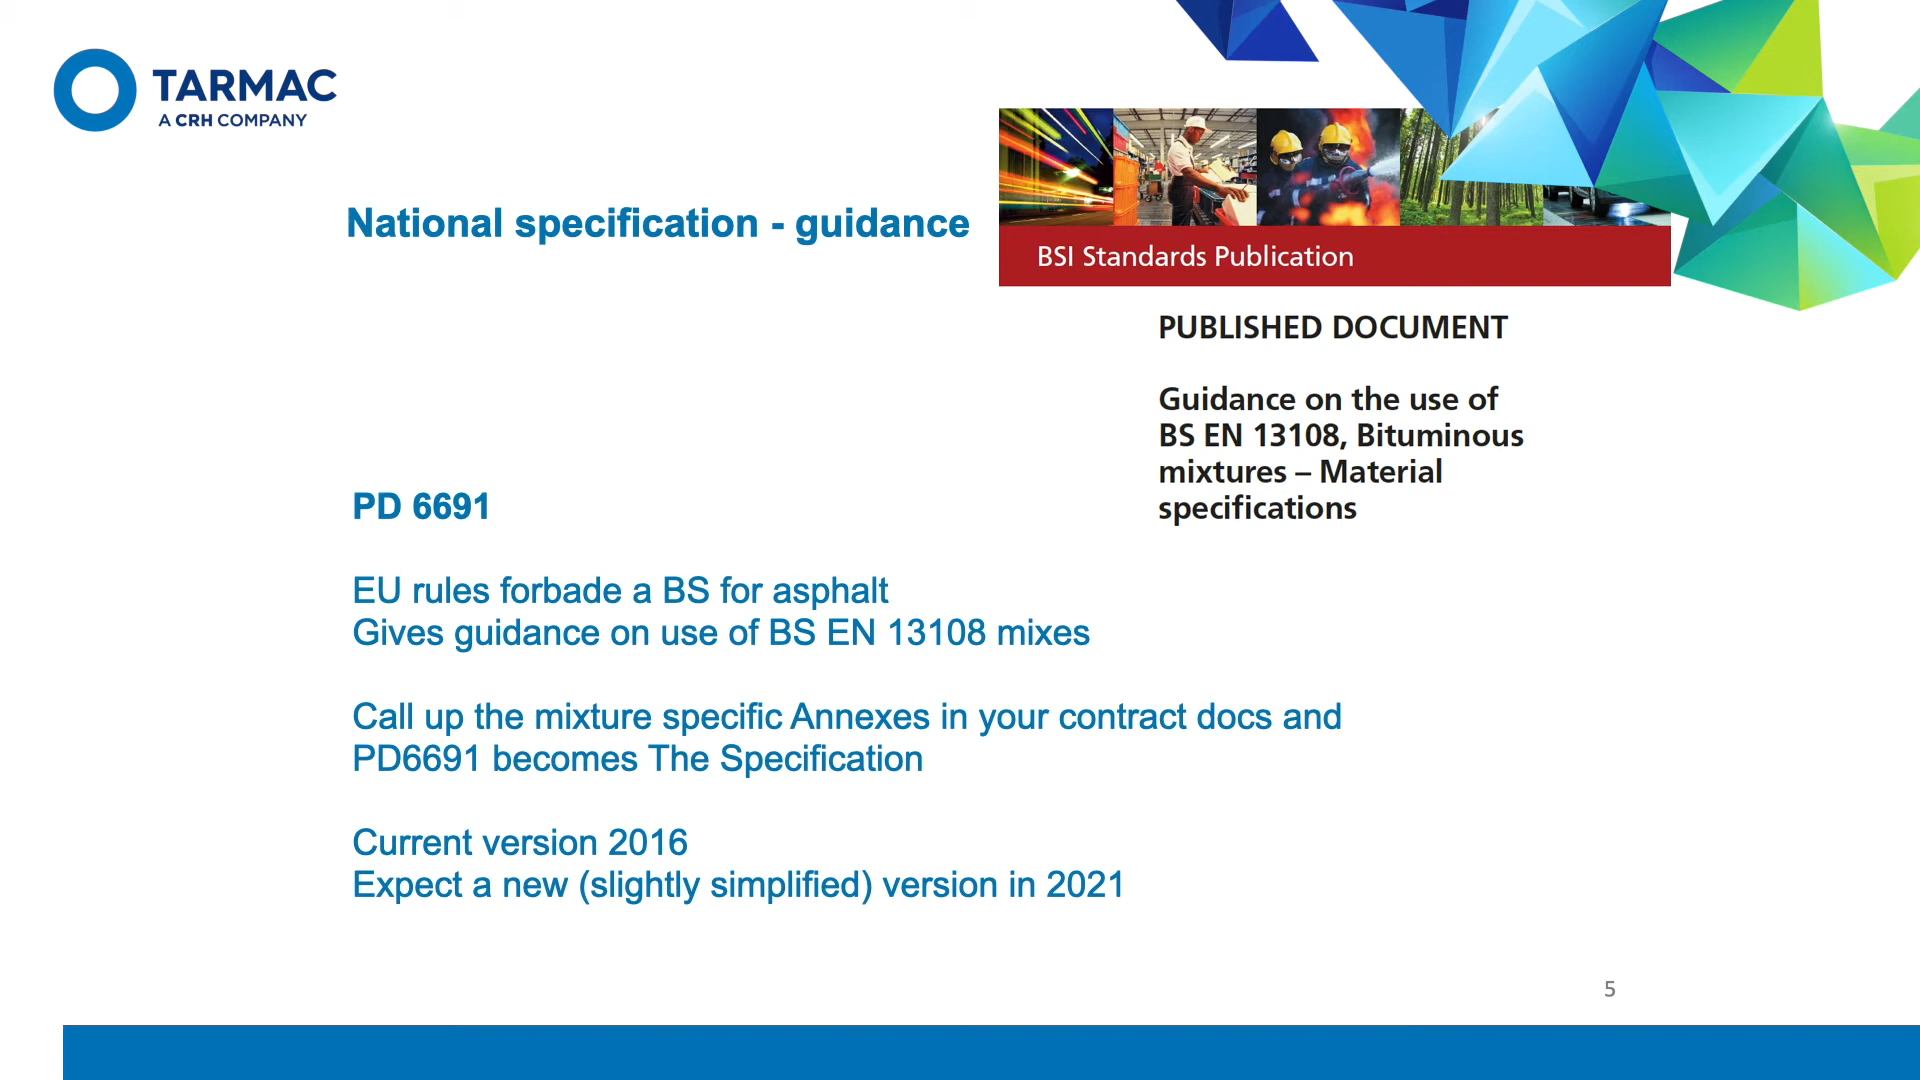 TARMAC
A CRH COMPANY
National specification - guidance
BSI Standards Publication
PUBLISHED DOCUMENT
Guidance on the use of
BS EN 13108, Bituminous
mixtures – Material
specifications
PD 6691
EU rules forbade a BS for asphalt
Gives guidance on use of BS EN 13108 mixes
Call up the mixture specific Annexes in your contract docs and
PD6691 becomes The Specification
Current version 2016
Expect a new (slightly simplified) version in 2021
5